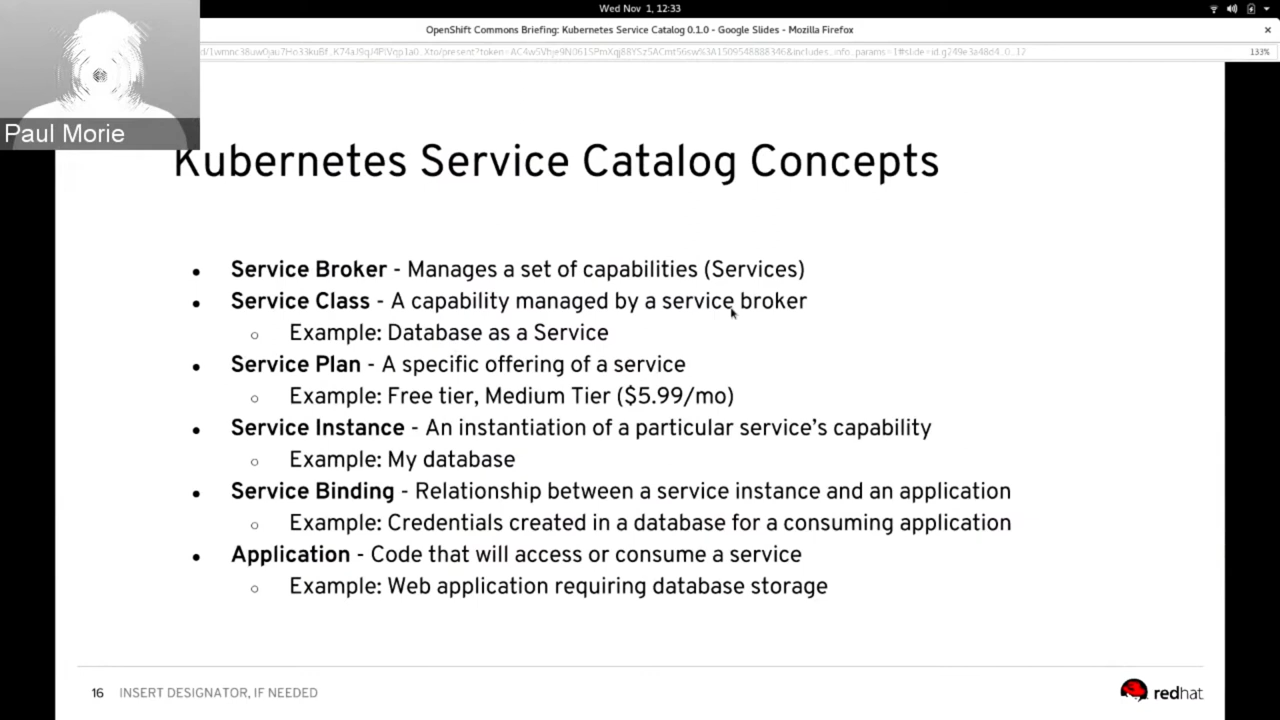 Wed Nov 1, 12:33
OpenShift Commons Briefing: Kubernetes Service Catalog 0.1.0 - Google Slides - Mozilla Firefox
133%
Paul Morie
Kubernetes Service Catalog Concepts
● Service Broker - Manages a set of capabilities (Services)
● Service Class - A capability managed by a service broker
○ Example: Database as a Service
● Service Plan - A specific offering of a service
○ Example: Free tier, Medium Tier ($5.99/mo)
● Service Instance - An instantiation of a particular service’s capability
○ Example: My database
● Service Binding - Relationship between a service instance and an application
○ Example: Credentials created in a database for a consuming application
● Application - Code that will access or consume a service
○ Example: Web application requiring database storage
16 INSERT DESIGNATOR, IF NEEDED
redhat